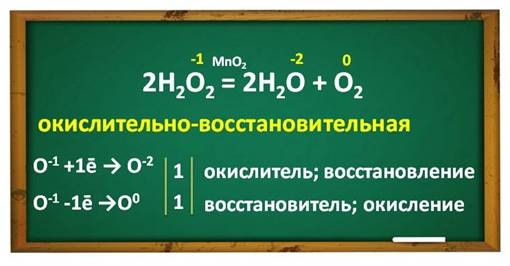 -1 MnO₂ -2 0
2H₂O₂ = 2H₂O + O₂
окислительно-восстановительная
O⁻¹ +1ē → O⁻² 1 окислитель; восстановление
O⁻¹ -1ē →O⁰ 1 восстановитель; окисление